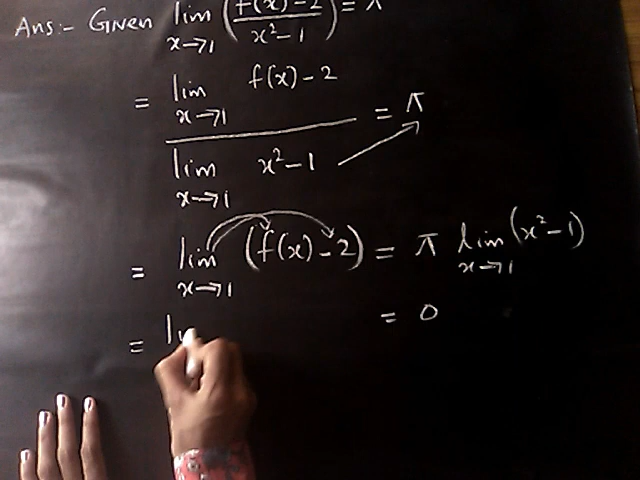 Ans:- Given lim x→1 (f(x)-2 / x²-1) = π
= lim x→1 f(x)-2 / lim x→1 x²-1 = π
= lim x→1 (f(x)-2) = π lim x→1 (x²-1)
= li = 0